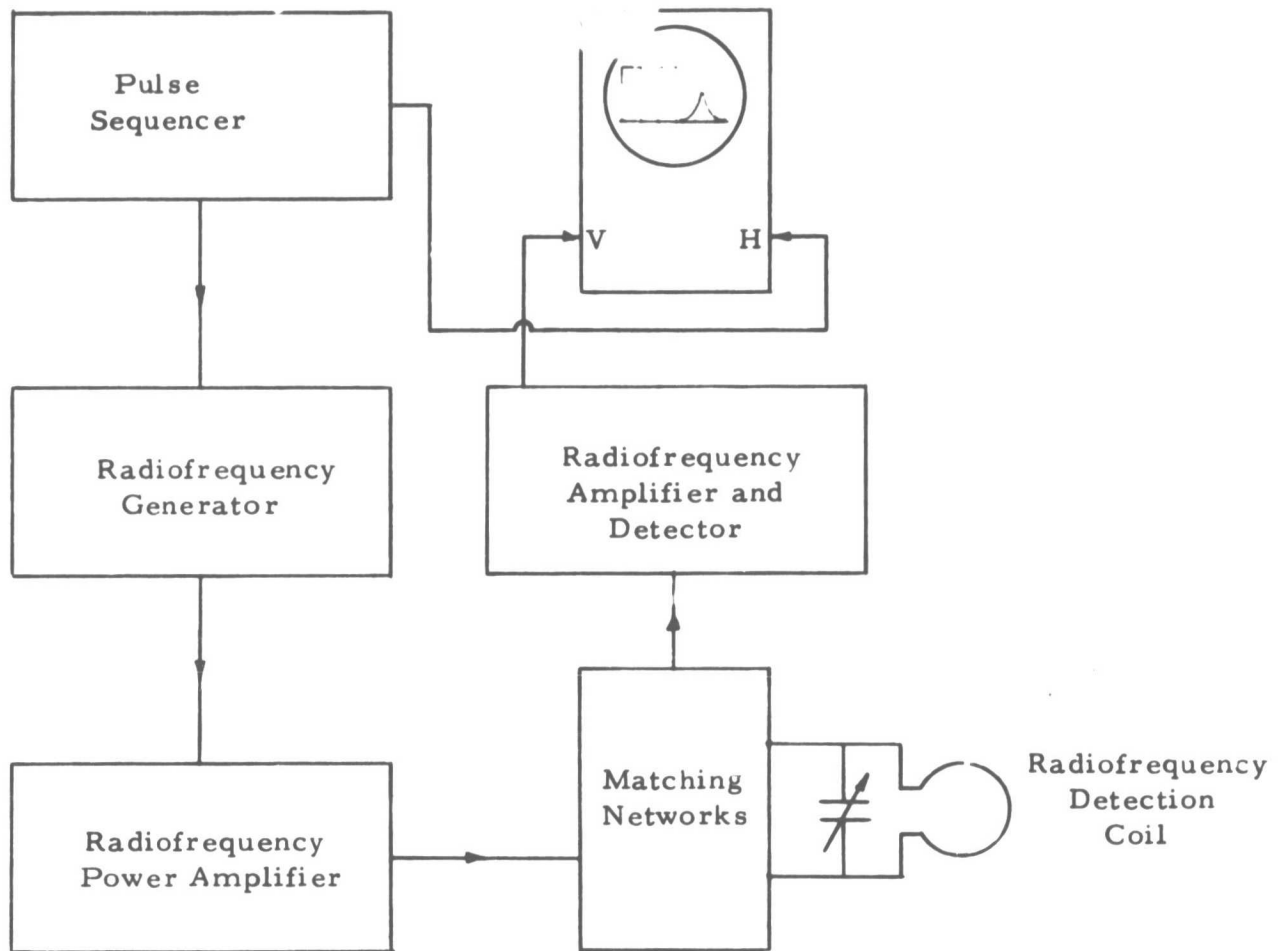 Pulse
Sequencer
V
H
Radiofrequency
Generator
Radiofrequency
Amplifier and
Detector
Radiofrequency
Power Amplifier
Matching
Networks
Radiofrequency
Detection
Coil